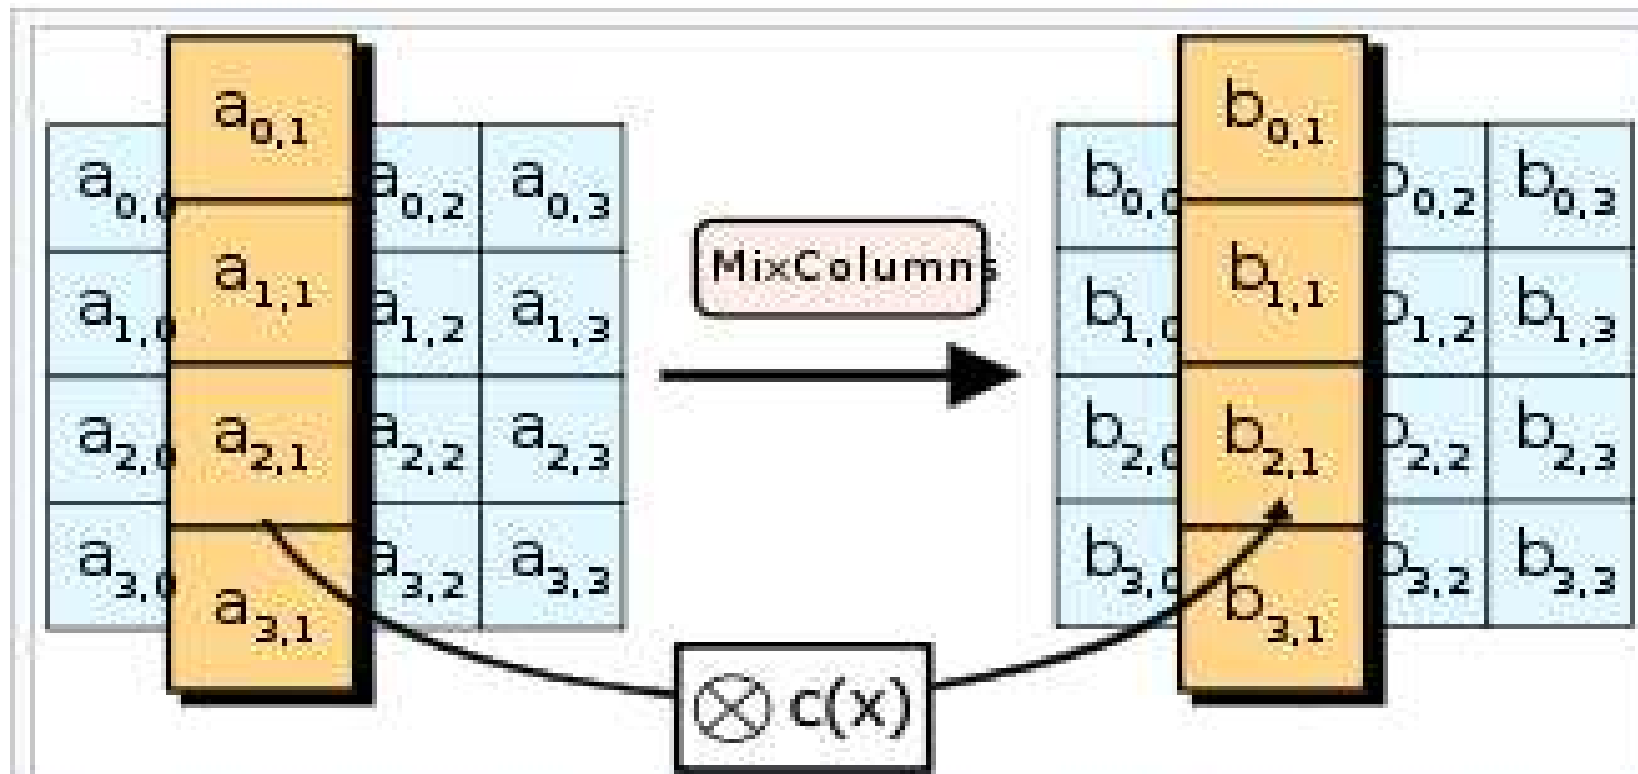 a0,1
a0,0 a0,2 a0,3
a1,1
a1,0 a1,2 a1,3
a2,1
a2,0 a2,2 a2,3
a3,1
a3,0 a3,2 a3,3
MixColumns
⊗ c(x)
b0,1
b0,0 b0,2 b0,3
b1,1
b1,0 b1,2 b1,3
b2,1
b2,0 b2,2 b2,3
b3,1
b3,0 b3,2 b3,3